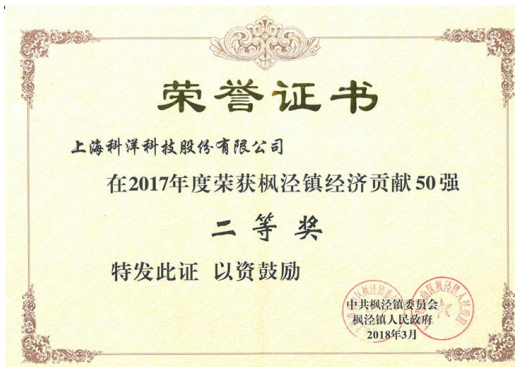 荣誉证书
上海科洋科技股份有限公司
在2017年度荣获枫泾镇经济贡献50强
二等奖
特发此证 以资鼓励
中共枫泾镇委员会
枫泾镇人民政府
2018年3月